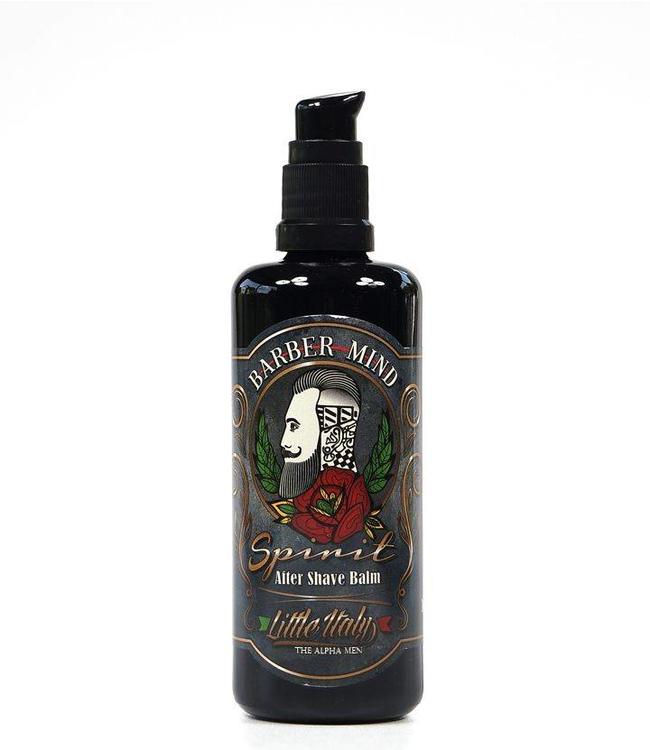 BARBER MIND
Spirit
After Shave Balm
Little Italy
THE ALPHA MEN